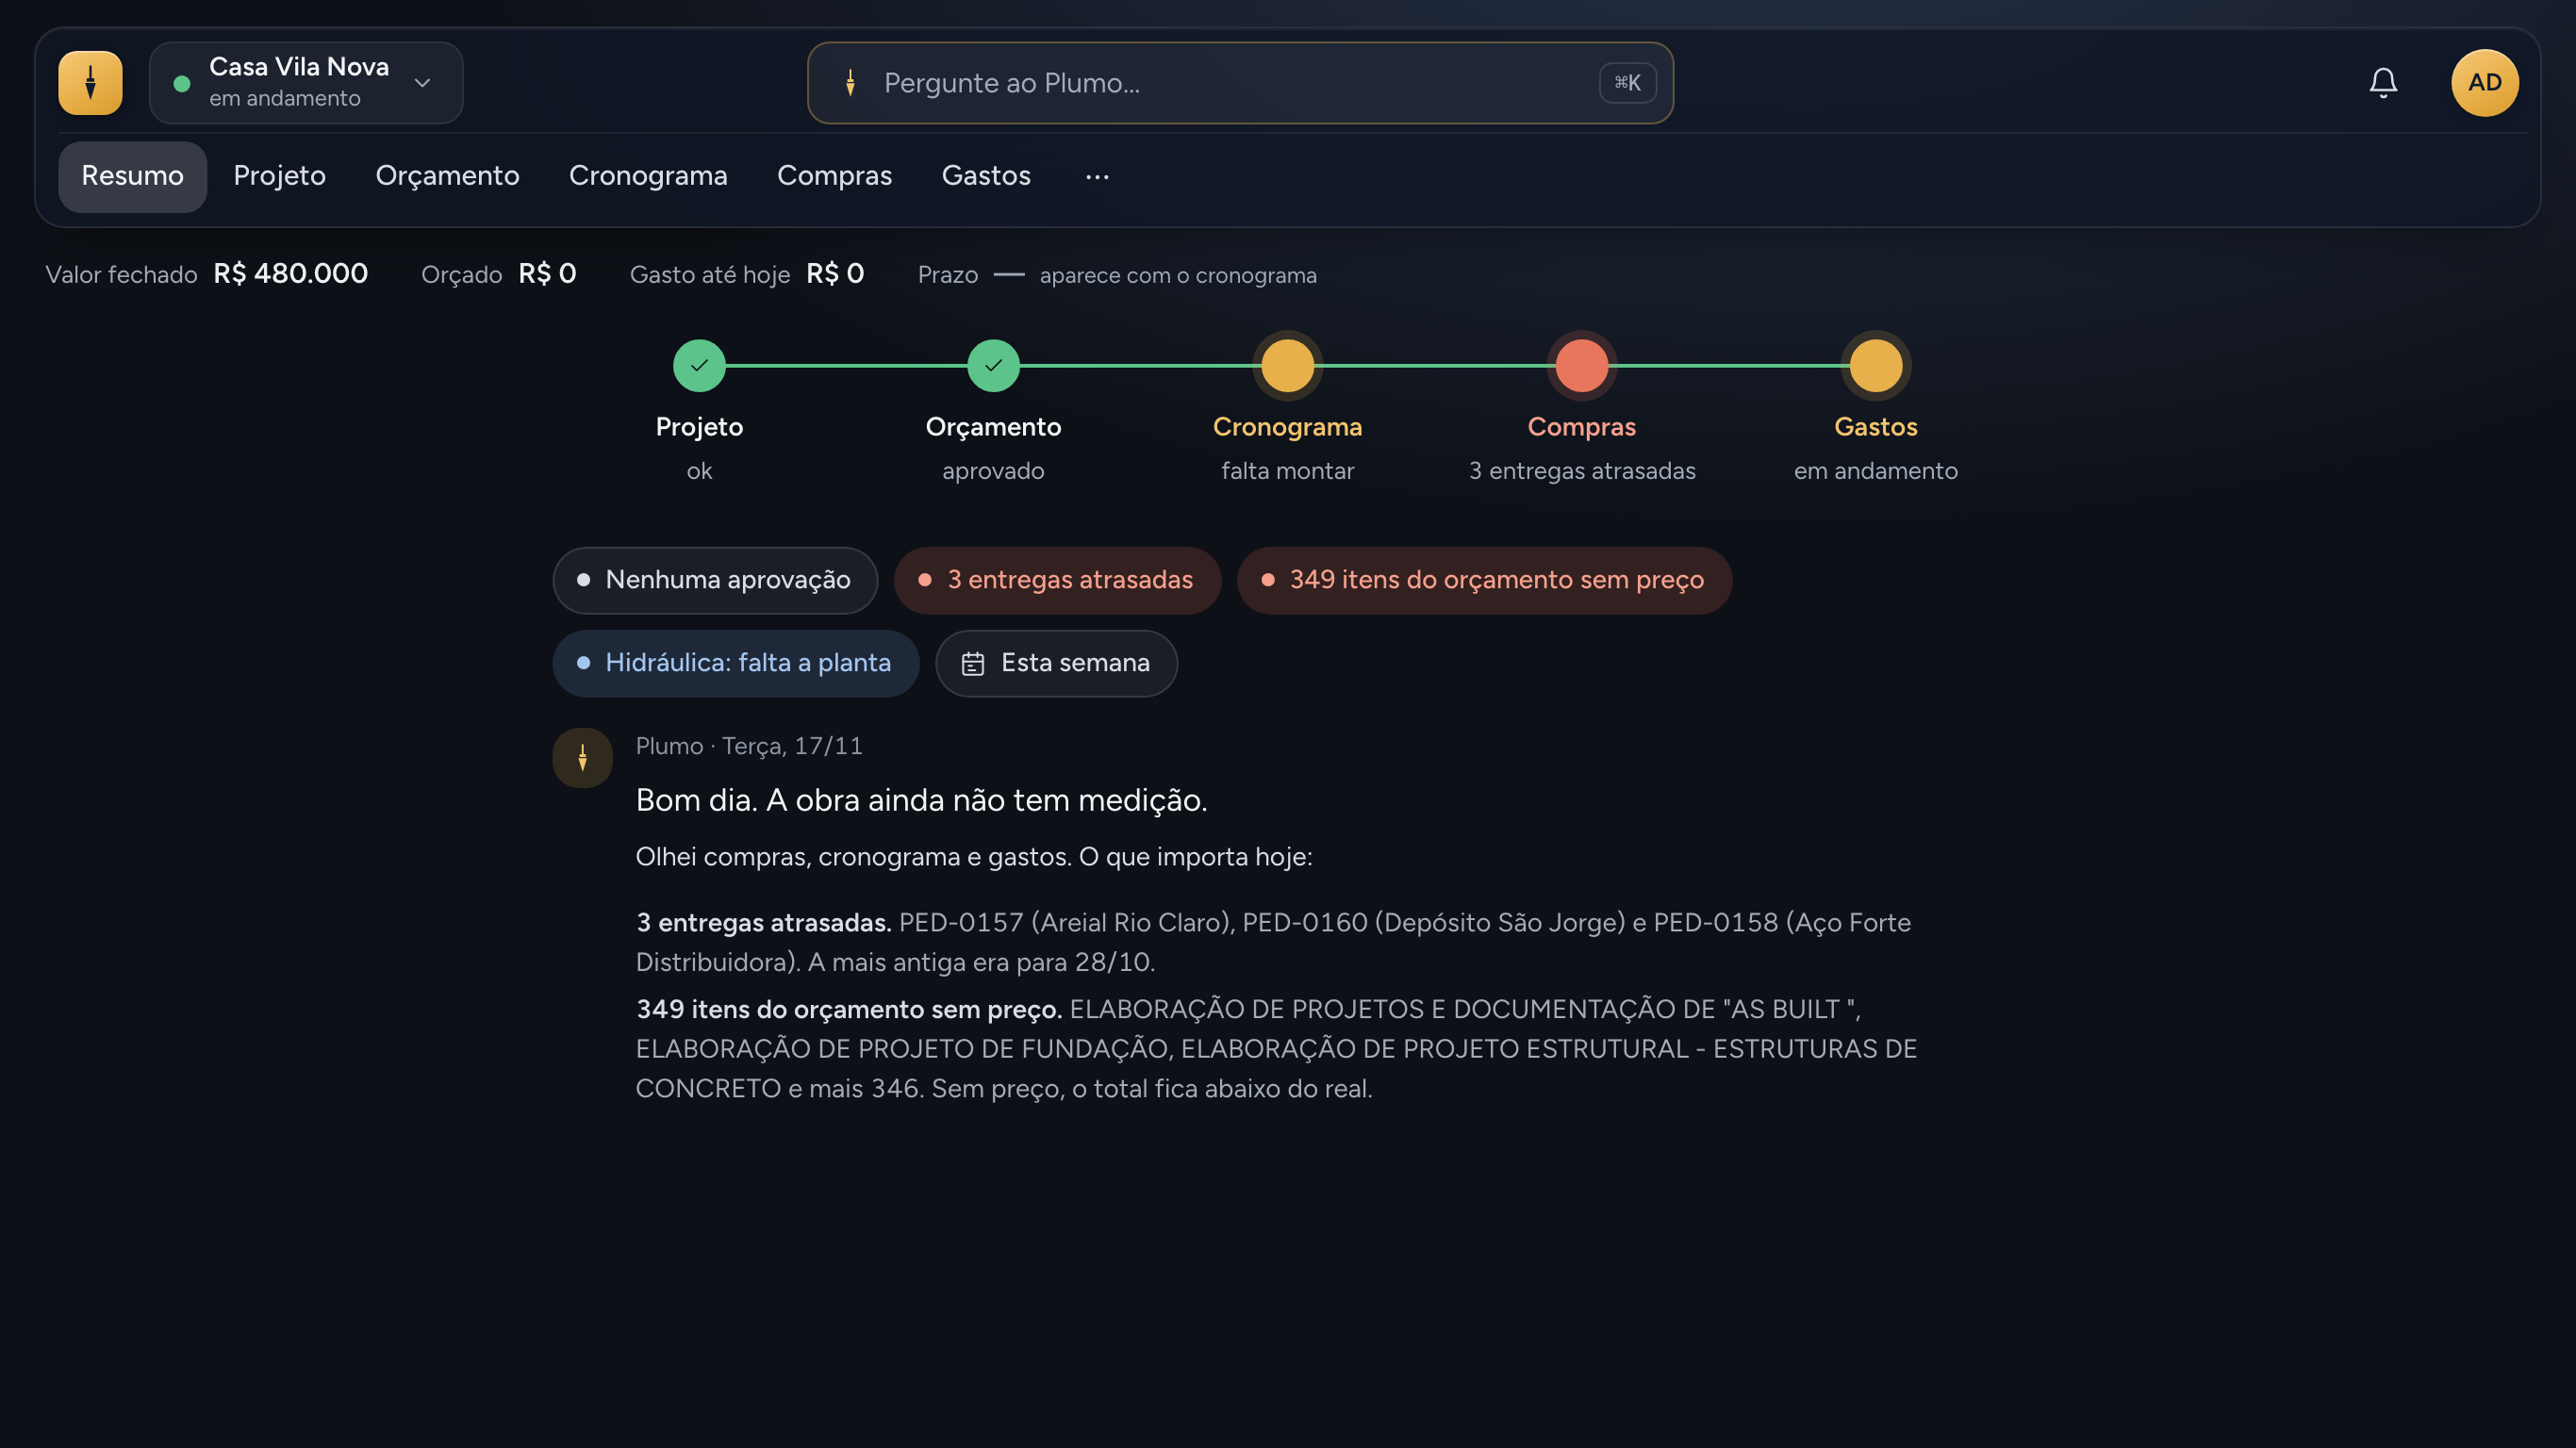 Casa Vila Nova
em andamento
Pergunte ao Plumo...
⌘K
AD
Resumo
Projeto
Orçamento
Cronograma
Compras
Gastos
Valor fechado R$ 480.000
Orçado R$ 0
Gasto até hoje R$ 0
Prazo — aparece com o cronograma
Projeto
ok
Orçamento
aprovado
Cronograma
falta montar
Compras
3 entregas atrasadas
Gastos
em andamento
Nenhuma aprovação
3 entregas atrasadas
349 itens do orçamento sem preço
Hidráulica: falta a planta
Esta semana
Plumo · Terça, 17/11
Bom dia. A obra ainda não tem medição.
Olhei compras, cronograma e gastos. O que importa hoje:
3 entregas atrasadas. PED-0157 (Areial Rio Claro), PED-0160 (Depósito São Jorge) e PED-0158 (Aço Forte
Distribuidora). A mais antiga era para 28/10.
349 itens do orçamento sem preço. ELABORAÇÃO DE PROJETOS E DOCUMENTAÇÃO DE "AS BUILT ",
ELABORAÇÃO DE PROJETO DE FUNDAÇÃO, ELABORAÇÃO DE PROJETO ESTRUTURAL - ESTRUTURAS DE
CONCRETO e mais 346. Sem preço, o total fica abaixo do real.